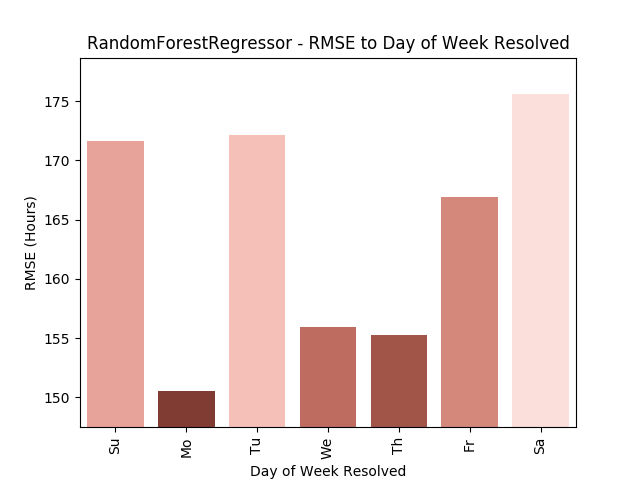 RandomForestRegressor - RMSE to Day of Week Resolved
175
170
165
160
155
150
RMSE (Hours)
Su
Mo
Tu
We
Th
Fr
Sa
Day of Week Resolved